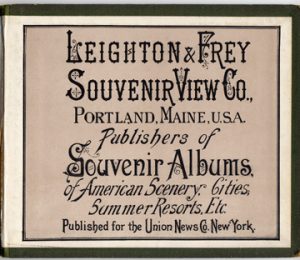 LEIGHTON & FREY
SOUVENIR VIEW CO.,
PORTLAND, MAINE, U.S.A.
Publishers of
Souvenir Albums,
of American Scenery, Cities,
Summer Resorts, Etc.
Published for the Union News Co. New York.